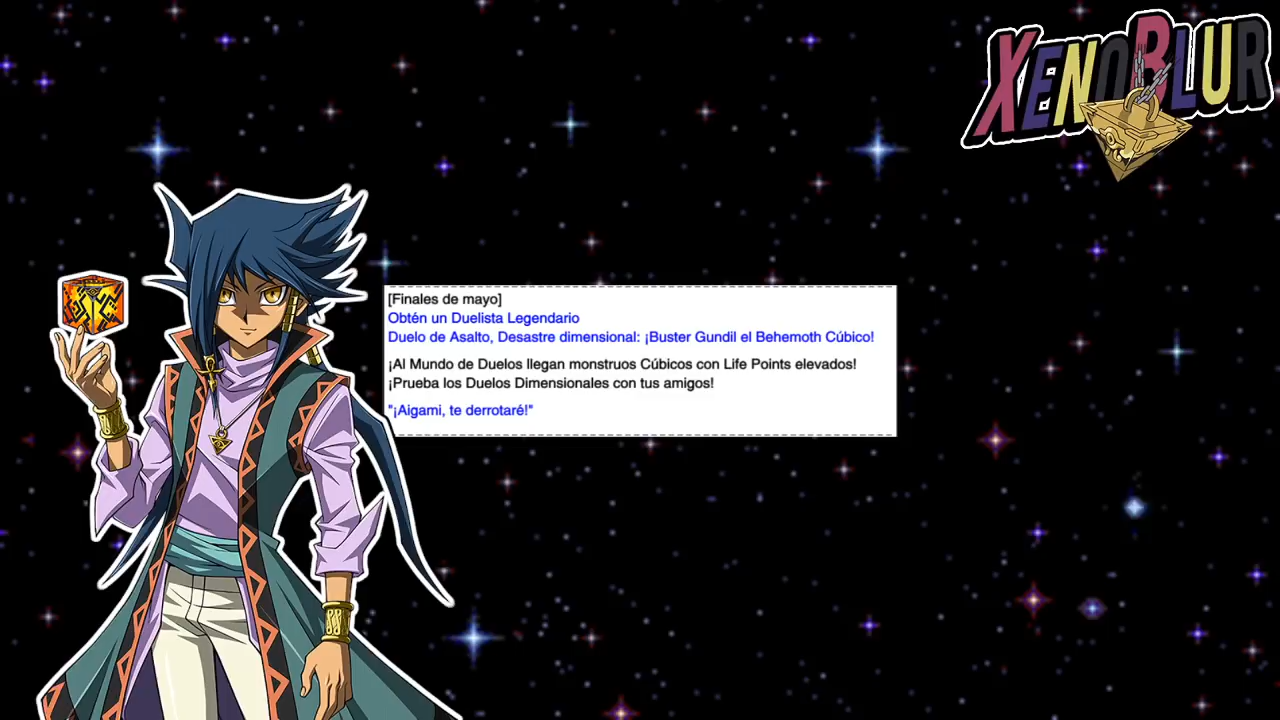 XENOBLUR
[Finales de mayo]
Obtén un Duelista Legendario
Duelo de Asalto, Desastre dimensional: ¡Buster Gundil el Behemoth Cúbico!
¡Al Mundo de Duelos llegan monstruos Cúbicos con Life Points elevados!
¡Prueba los Duelos Dimensionales con tus amigos!
"¡Aigami, te derrotaré!"